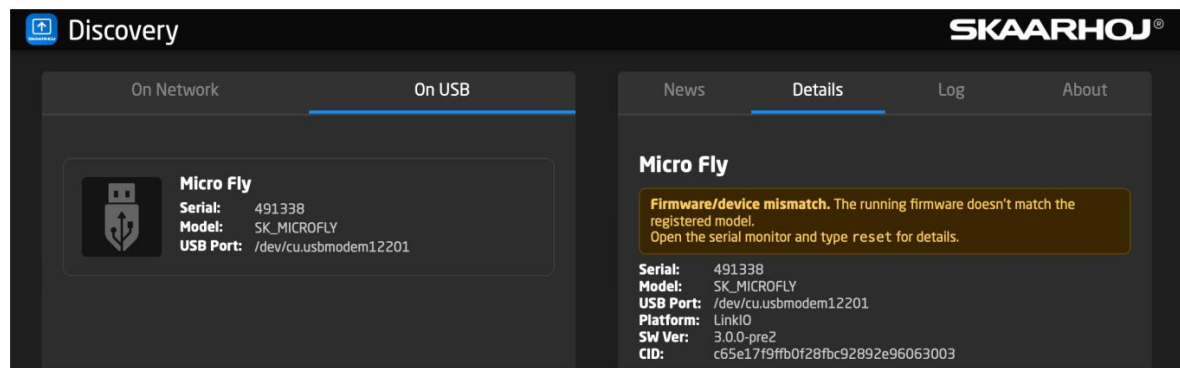 Discovery
SKAARHOJ®
On Network
On USB
News
Details
Log
About
Micro Fly
Serial: 491338
Model: SK_MICROFLY
USB Port: /dev/cu.usbmodem12201
Micro Fly
Firmware/device mismatch. The running firmware doesn't match the
registered model.
Open the serial monitor and type reset for details.
Serial: 491338
Model: SK_MICROFLY
USB Port: /dev/cu.usbmodem12201
Platform: LinkIO
SW Ver: 3.0.0-pre2
CID: c65e17f9ffb0f28fbc92892e96063003